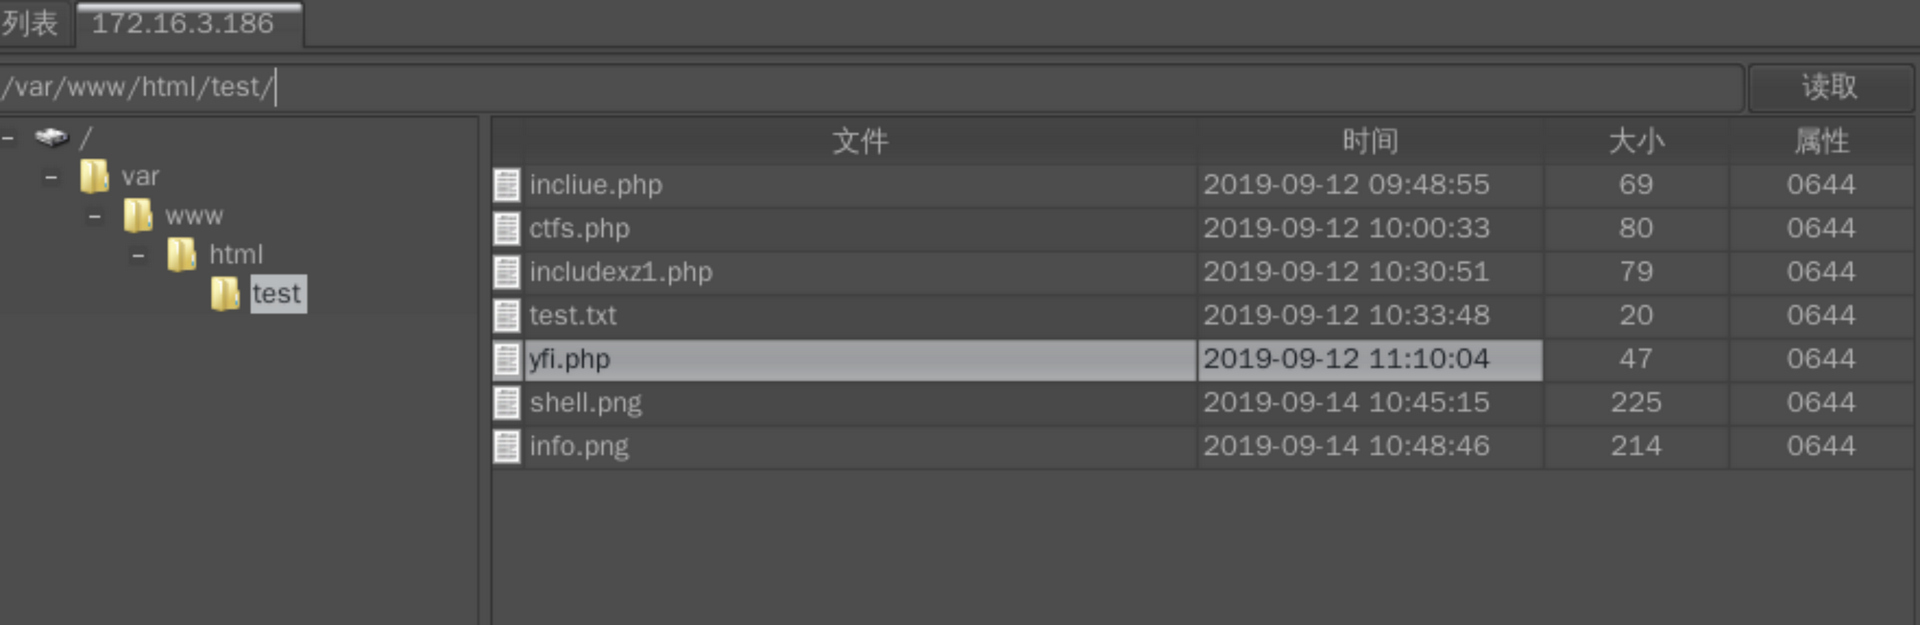 列表 172.16.3.186
/var/www/html/test/ 读取
/
var
www
html
test
文件 时间 大小 属性
incliue.php 2019-09-12 09:48:55 69 0644
ctfs.php 2019-09-12 10:00:33 80 0644
includexz1.php 2019-09-12 10:30:51 79 0644
test.txt 2019-09-12 10:33:48 20 0644
yfi.php 2019-09-12 11:10:04 47 0644
shell.png 2019-09-14 10:45:15 225 0644
info.png 2019-09-14 10:48:46 214 0644